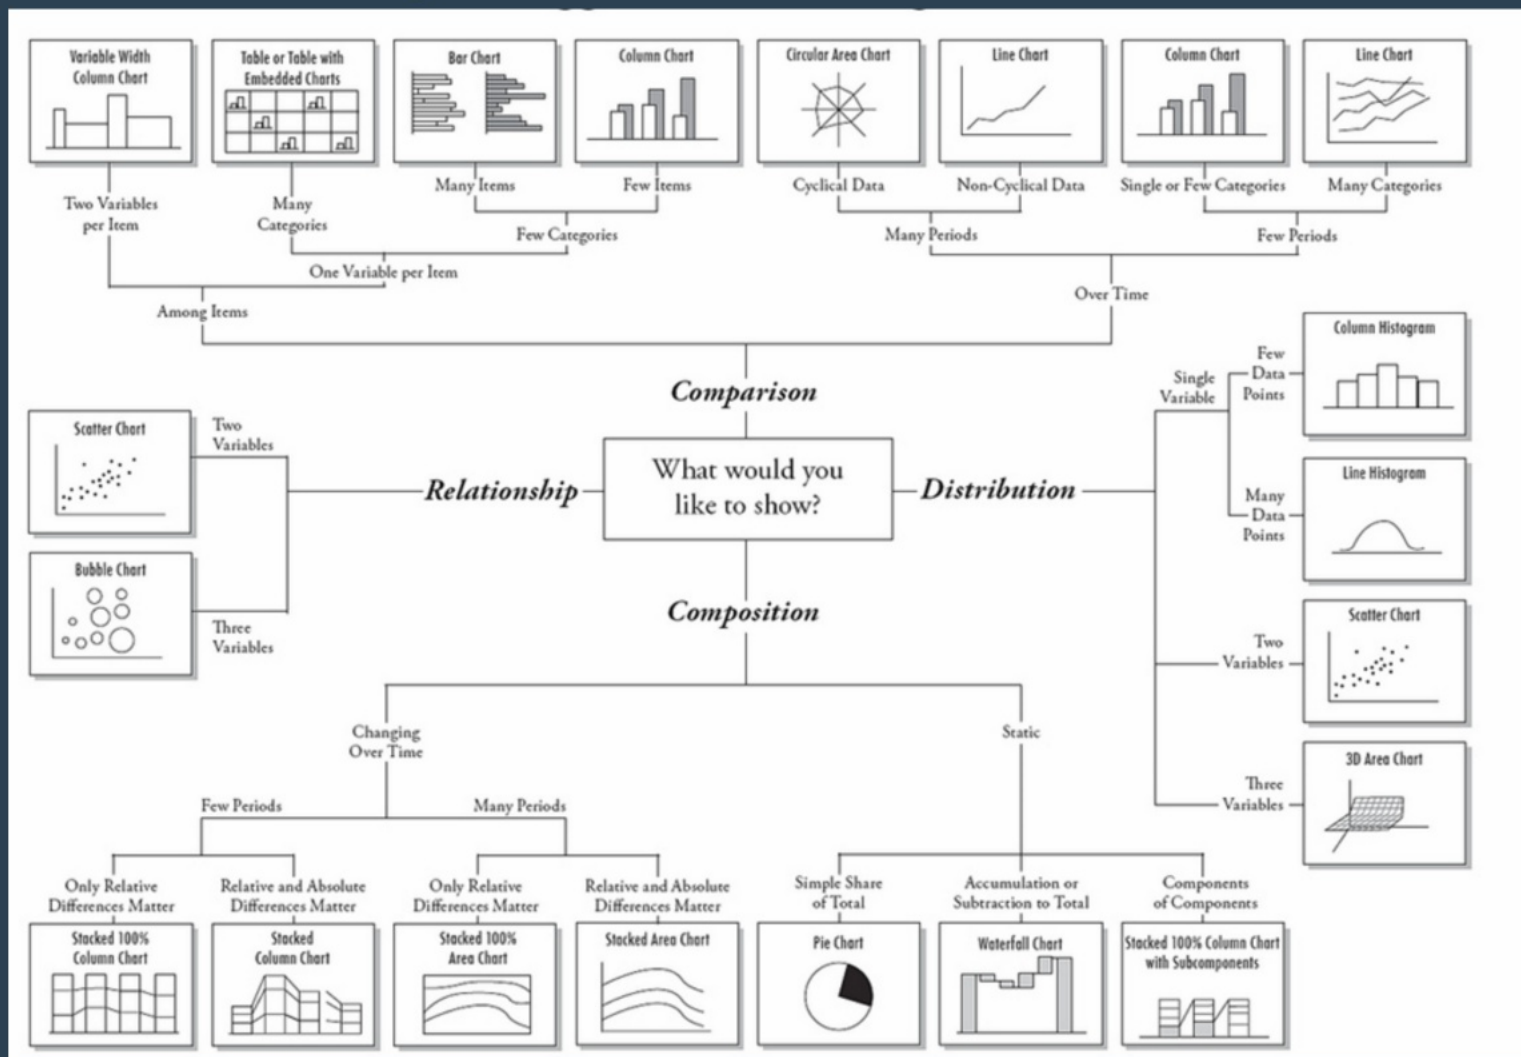 Variable Width
Column Chart
Table or Table with
Embedded Charts
Bar Chart
Column Chart
Circular Area Chart
Line Chart
Column Chart
Line Chart
Two Variables
per Item
Many
Categories
Many Items
Few Items
Cyclical Data
Non-Cyclical Data
Single or Few Categories
Many Categories
Few Categories
Many Periods
Few Periods
One Variable per Item
Among Items
Over Time
Comparison
Relationship
What would you
like to show?
Distribution
Composition
Scatter Chart
Two
Variables
Bubble Chart
Three
Variables
Single
Variable
Few
Data
Points
Column Histogram
Many
Data
Points
Line Histogram
Two
Variables
Scatter Chart
Three
Variables
3D Area Chart
Changing
Over Time
Static
Few Periods
Many Periods
Only Relative
Differences Matter
Relative and Absolute
Differences Matter
Only Relative
Differences Matter
Relative and Absolute
Differences Matter
Simple Share
of Total
Accumulation or
Subtraction to Total
Components
of Components
Stacked 100%
Column Chart
Stacked
Column Chart
Stacked 100%
Area Chart
Stacked Area Chart
Pie Chart
Waterfall Chart
Stacked 100% Column Chart
with Subcomponents